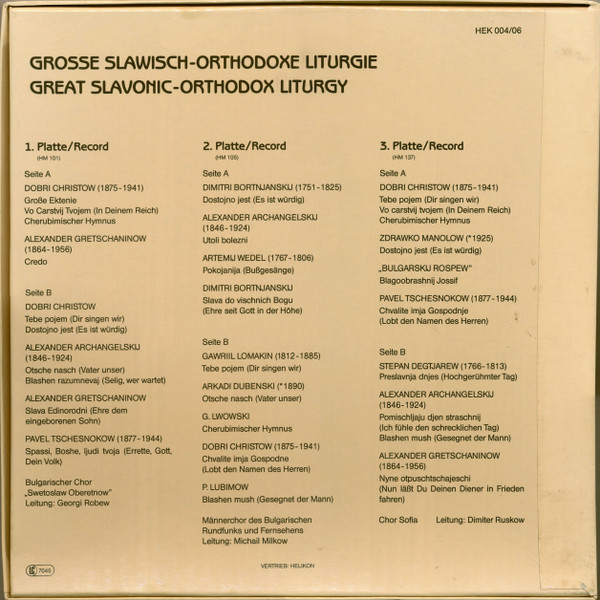 HEK 004/06
GROSSE SLAWISCH-ORTHODOXE LITURGIE
GREAT SLAVONIC-ORTHODOX LITURGY
1. Platte/Record
(HM 101)
Seite A
DOBRI CHRISTOW (1875-1941)
Große Ektenie
Vo Carstvij Tvojem (In Deinem Reich)
Cherubimischer Hymnus
ALEXANDER GRETSCHANINOW
(1864-1956)
Credo
Seite B
DOBRI CHRISTOW
Tebe pojem (Dir singen wir)
Dostojno jest (Es ist würdig)
ALEXANDER ARCHANGELSKIJ
(1846-1924)
Otsche nasch (Vater unser)
Blashen razumnevaj (Selig, wer wartet)
ALEXANDER GRETSCHANINOW
Slava Edinorodni (Ehre dem
eingeborenen Sohn)
PAVEL TSCHESNOKOW (1877-1944)
Spassi, Boshe, ljudi tvoja (Errette, Gott,
Dein Volk)
Bulgarischer Chor
„Swetoslaw Oberetnow"
Leitung: Georgi Robew
2. Platte/Record
(HM 105)
Seite A
DIMITRI BORTNJANSKIJ (1751-1825)
Dostojno jest (Es ist würdig)
ALEXANDER ARCHANGELSKIJ
(1846-1924)
Utoli bolezni
ARTEMIJ WEDEL (1767-1806)
Pokojanija (Bußgesänge)
DIMITRI BORTNJANSKIJ
Slava do vischnich Bogu
(Ehre seit Gott in der Höhe)
Seite B
GAWRIIL LOMAKIN (1812-1885)
Tebe pojem (Dir singen wir)
ARKADI DUBENSKI (*1890)
Otsche nasch (Vater unser)
G. LWOWSKI
Cherubimischer Hymnus
DOBRI CHRISTOW (1875-1941)
Chvalite imja Gospodne
(Lobt den Namen des Herren)
P. LUBIMOW
Blashen mush (Gesegnet der Mann)
Männerchor des Bulgarischen
Rundfunks und Fernsehens
Leitung: Michail Milkow
3. Platte/Record
(HM 137)
Seite A
DOBRI CHRISTOW (1875-1941)
Tebe pojem (Dir singen wir)
Vo carstvij tvojem (In Deinem Reich)
Cherubimischer Hymnus
ZDRAWKO MANOLOW (*1925)
Dostojno jest (Es ist würdig)
„BULGARSKIJ ROSPEW"
Blagoobrashnij Jossif
PAVEL TSCHESNOKOW (1877-1944)
Chvalite imja Gospodnje
(Lobt den Namen des Herren)
Seite B
STEPAN DEGTJAREW (1766-1813)
Preslavnja dnjes (Hochgerühmter Tag)
ALEXANDER ARCHANGELSKIJ
(1846-1924)
Pomischljaju djen straschnij
(Ich fühle den schrecklichen Tag)
Blashen mush (Gesegnet der Mann)
ALEXANDER GRETSCHANINOW
(1864-1956)
Nyne otpuschtschajeschi
(Nun läßt Du Deinen Diener in Frieden
fahren)
Chor Sofia Leitung: Dimiter Ruskow
LC 7045
VERTRIEB: HELIKON